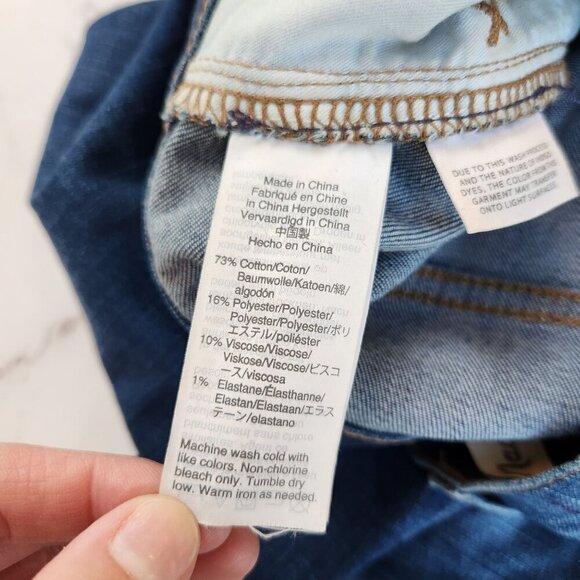 Made in China
Fabriqué en Chine
in China Hergestellt
Vervaardigd in China
中国製
Hecho en China
73% Cotton/Coton/
Baumwolle/Katoen/綿/
algodón
16% Polyester/Polyester/
Polyester/Polyester/ポリ
エステル/poliéster
10% Viscose/Viscose/
Viskose/Viscose/ビスコ
ース/viscosa
1% Elastane/Élasthanne/
Elastan/Elastaan/エラス
テーン/elastano
Machine wash cold with
like colors. Non-chlorine
bleach only. Tumble dry
low. Warm iron as needed.
DUE TO THIS WASH PROCESS
AND THE NATURE OF INDIGO
DYES, THE COLOR FROM THIS
GARMENT MAY TRANSFER
ONTO LIGHT SURFACES.